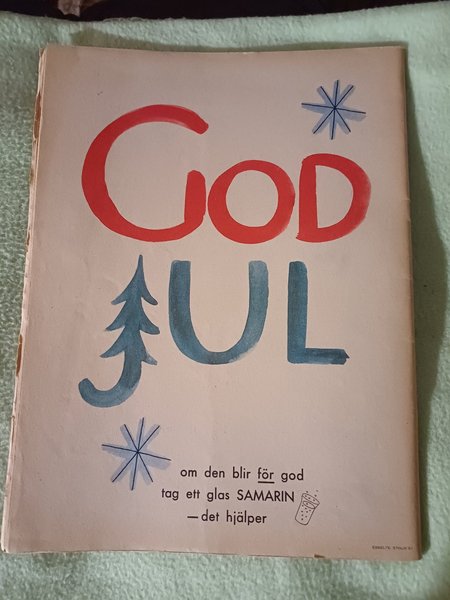 GOD
JUL
om den blir för god
tag ett glas SAMARIN
— det hjälper